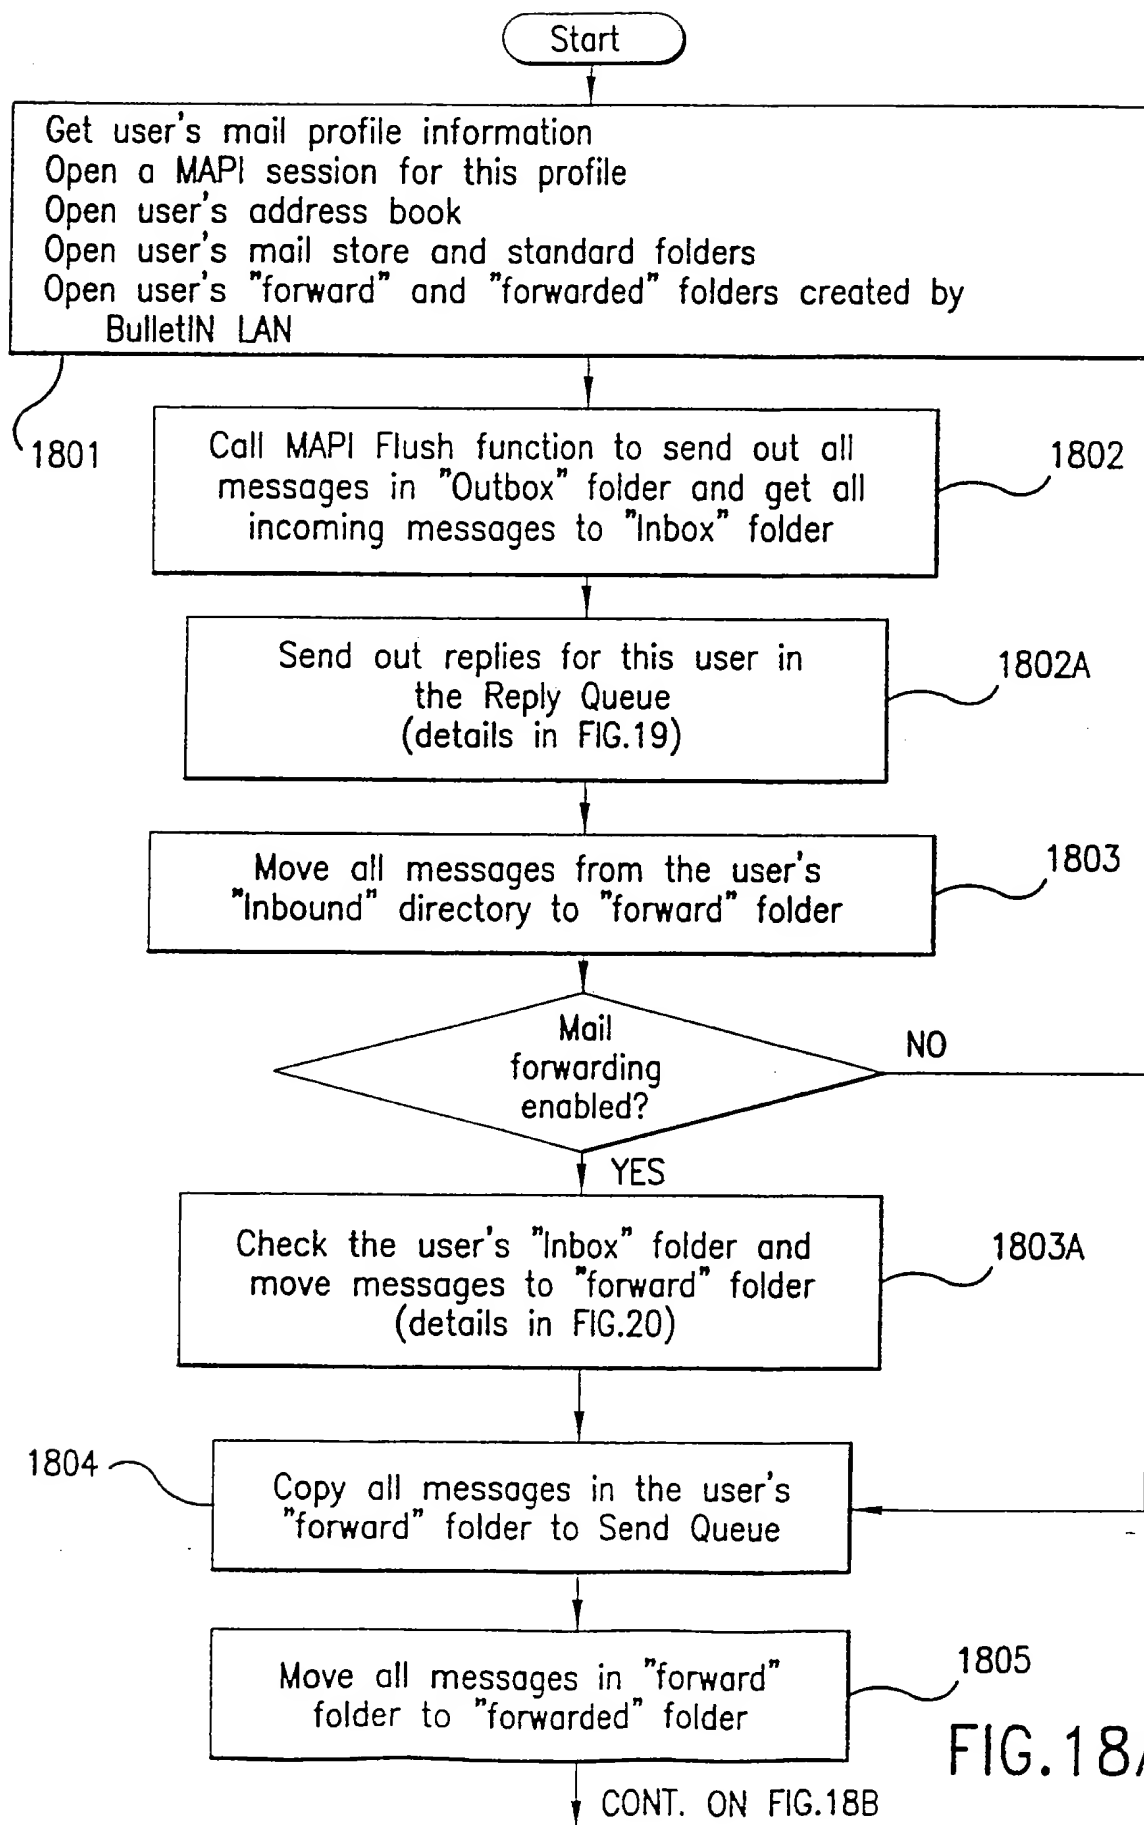 Start
Get user's mail profile information
Open a MAPI session for this profile
Open user's address book
Open user's mail store and standard folders
Open user's "forward" and "forwarded" folders created by
BulletIN LAN
1801
Call MAPI Flush function to send out all
messages in "Outbox" folder and get all
incoming messages to "Inbox" folder
1802
Send out replies for this user in
the Reply Queue
(details in FIG.19)
1802A
Move all messages from the user's
"Inbound" directory to "forward" folder
1803
Mail
forwarding
enabled?
NO
YES
Check the user's "Inbox" folder and
move messages to "forward" folder
(details in FIG.20)
1803A
1804
Copy all messages in the user's
"forward" folder to Send Queue
Move all messages in "forward"
folder to "forwarded" folder
1805
FIG.18A
CONT. ON FIG.18B